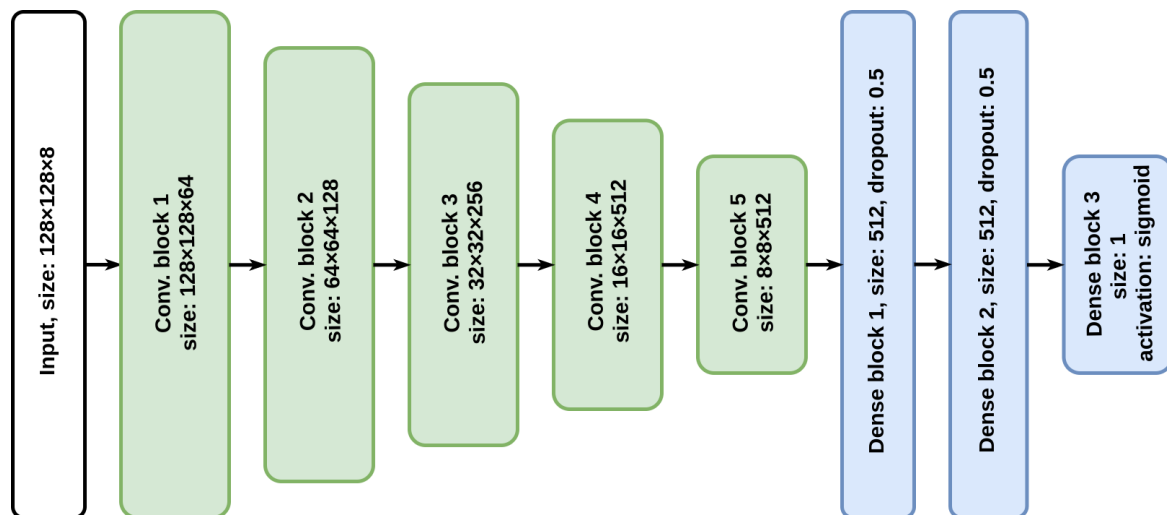 Input, size: 128×128×8
Conv. block 1
size: 128×128×64
Conv. block 2
size: 64×64×128
Conv. block 3
size: 32×32×256
Conv. block 4
size: 16×16×512
Conv. block 5
size: 8×8×512
Dense block 1, size: 512, dropout: 0.5
Dense block 2, size: 512, dropout: 0.5
Dense block 3
size: 1
activation: sigmoid